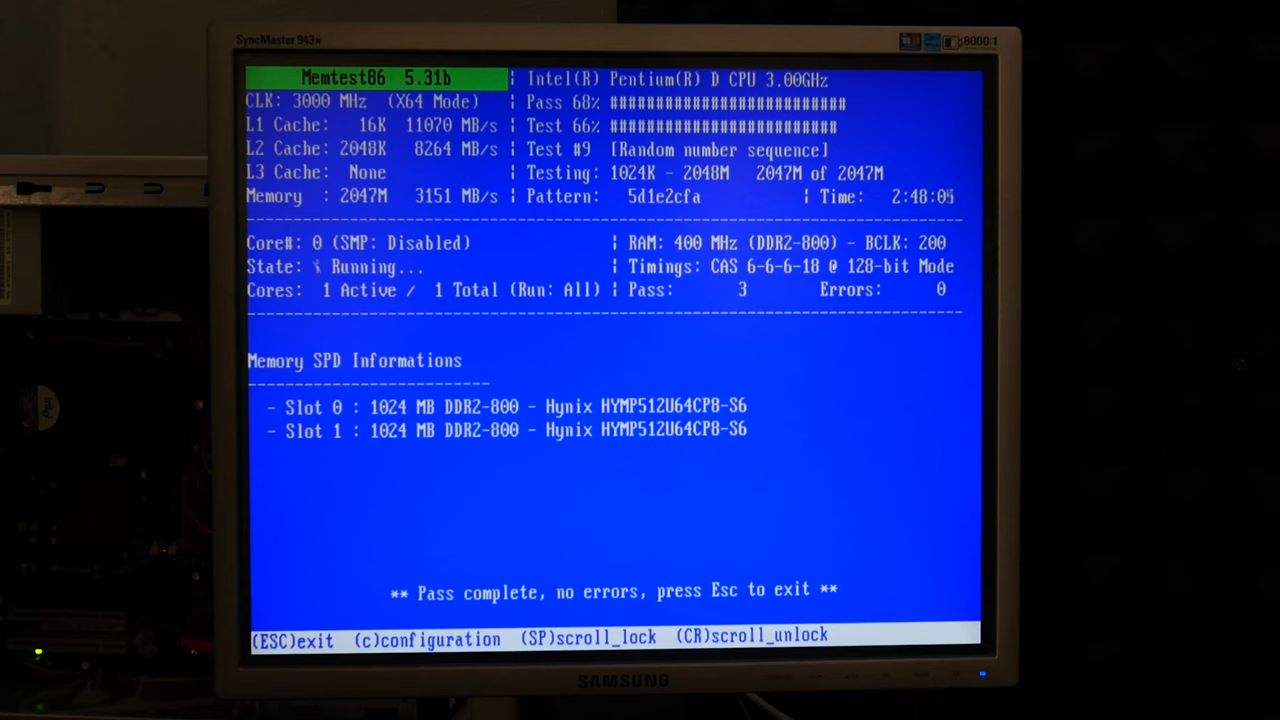 SyncMaster 943N
8000:1
Memtest86 5.31b | Intel(R) Pentium(R) D CPU 3.00GHz
CLK: 3000 MHz (X64 Mode) | Pass 68% ##########################
L1 Cache: 16K 11070 MB/s | Test 66% #########################
L2 Cache: 2048K 8264 MB/s | Test #9 [Random number sequence]
L3 Cache: None | Testing: 1024K - 2048M 2047M of 2047M
Memory : 2047M 3151 MB/s | Pattern: 5d1e2cfa | Time: 2:48:05
Core#: 0 (SMP: Disabled) | RAM: 400 MHz (DDR2-800) - BCLK: 200
State: \ Running... | Timings: CAS 6-6-6-18 @ 128-bit Mode
Cores: 1 Active / 1 Total (Run: All) | Pass: 3 Errors: 0
Memory SPD Informations
--------------------------
- Slot 0 : 1024 MB DDR2-800 - Hynix HYMP512U64CP8-S6
- Slot 1 : 1024 MB DDR2-800 - Hynix HYMP512U64CP8-S6
** Pass complete, no errors, press Esc to exit **
(ESC)exit (c)configuration (SP)scroll_lock (CR)scroll_unlock
SAMSUNG